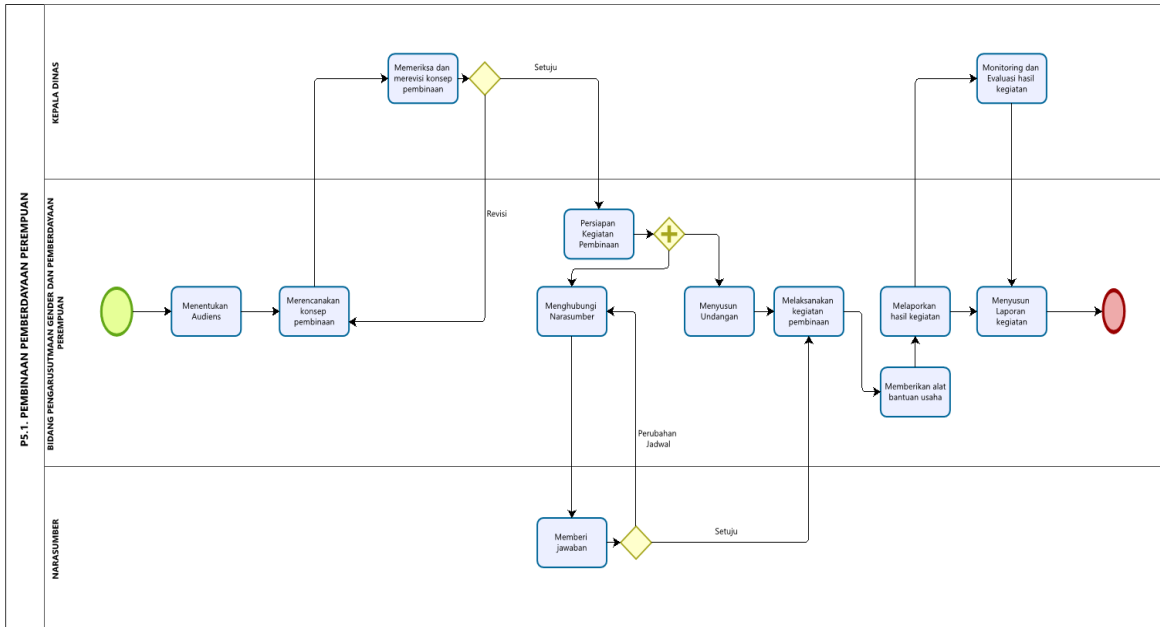 P5.1. PEMBINAAN PEMBERDAYAAN PEREMPUAN
KEPALA DINAS
Memeriksa dan
merevisi konsep
pembinaan
Setuju
Monitoring dan
Evaluasi hasil
kegiatan
BIDANG PENGARUSUTMAAN GENDER DAN PEMBERDAYAAN
PEREMPUAN
Revisi
Persiapan
Kegiatan
Pembinaan
Menentukan
Audiens
Merencanakan
konsep
pembinaan
Menghubungi
Narasumber
Menyusun
Undangan
Melaksanakan
kegiatan
pembinaan
Melaporkan
hasil kegiatan
Menyusun
Laporan
kegiatan
Memberikan alat
bantuan usaha
Perubahan
Jadwal
NARASUMBER
Memberi
jawaban
Setuju